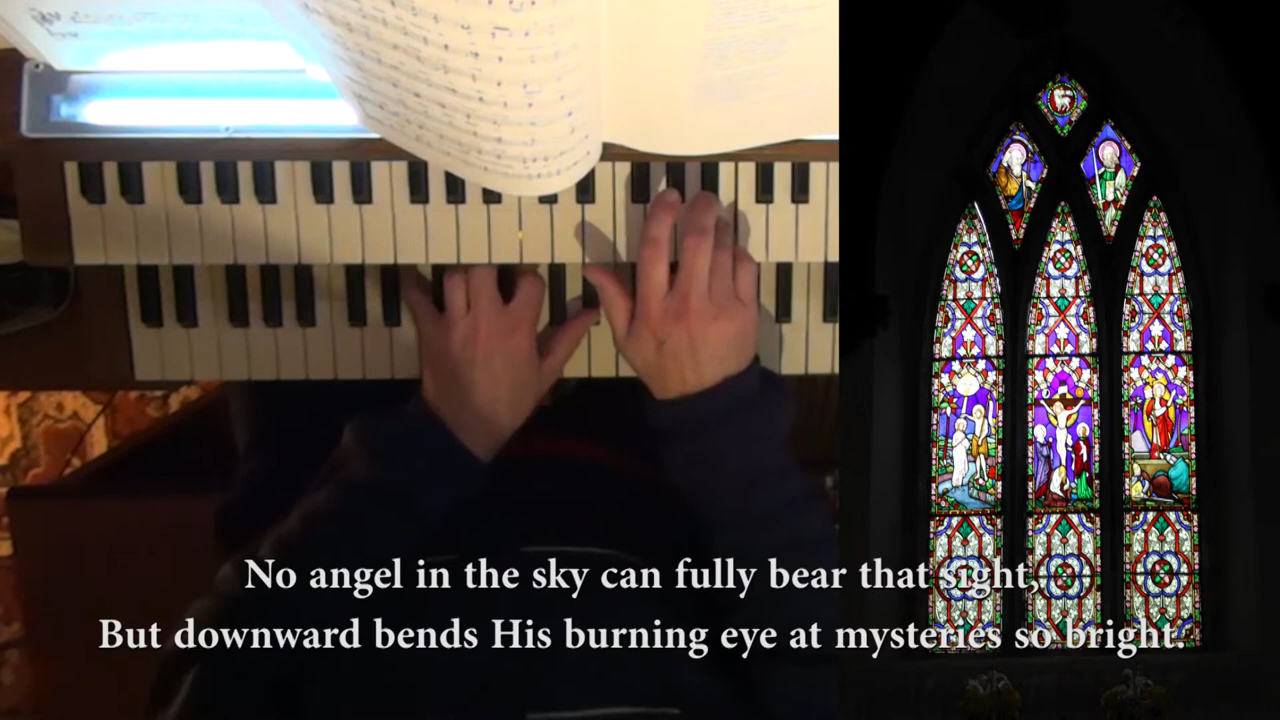 No angel in the sky can fully bear that sight,
But downward bends His burning eye at mysteries so bright.